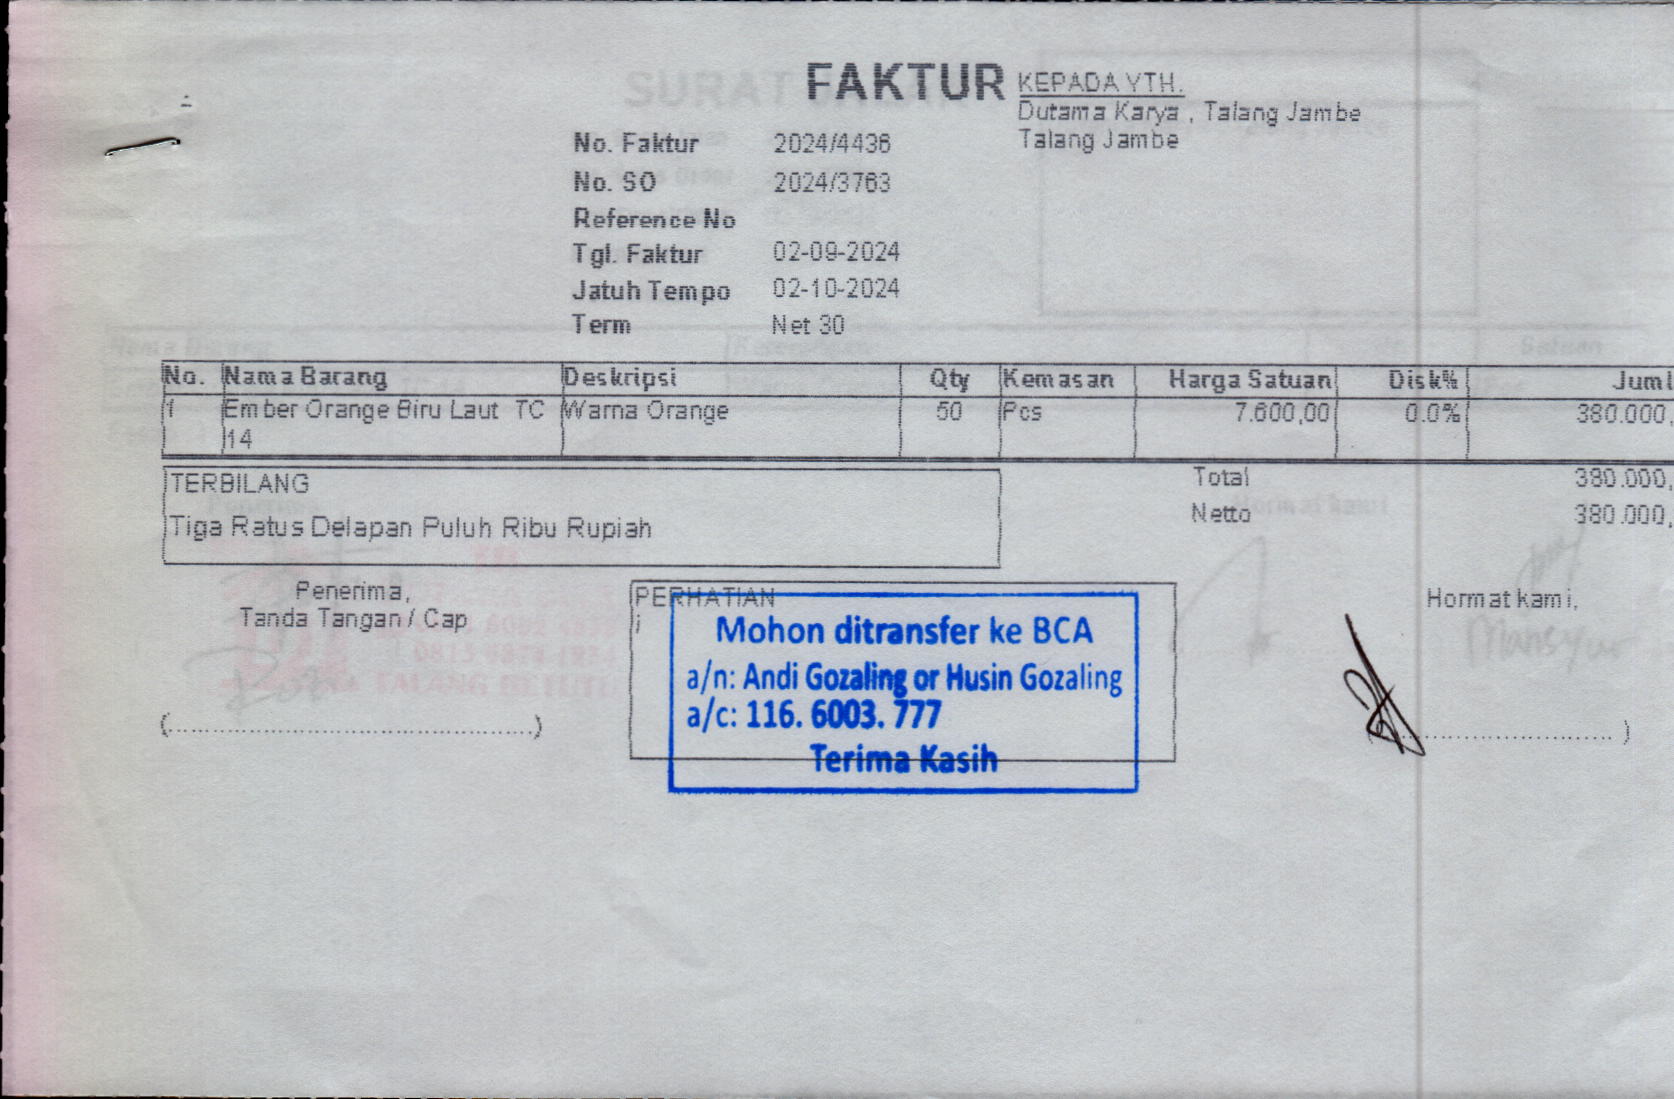 FAKTUR
KEPADA YTH.
Dutama Karya , Talang Jambe
Talang Jambe
No. Faktur 2024/4436
No. SO 2024/3763
Reference No
Tgl. Faktur 02-09-2024
Jatuh Tempo 02-10-2024
Term Net 30
No. Nama Barang Deskripsi Qty Kemasan Harga Satuan Disk% Juml
1 Ember Orange Biru Laut TC Warna Orange 50 Pcs 7.600,00 0.0% 380.000,
14
TERBILANG
Tiga Ratus Delapan Puluh Ribu Rupiah
Total 380.000,
Netto 380.000,
Penerima,
Tanda Tangan / Cap
(..................................................)
PERHATIAN
i
Mohon ditransfer ke BCA
a/n: Andi Gozaling or Husin Gozaling
a/c: 116. 6003. 777
Terima Kasih
Hormat kami,